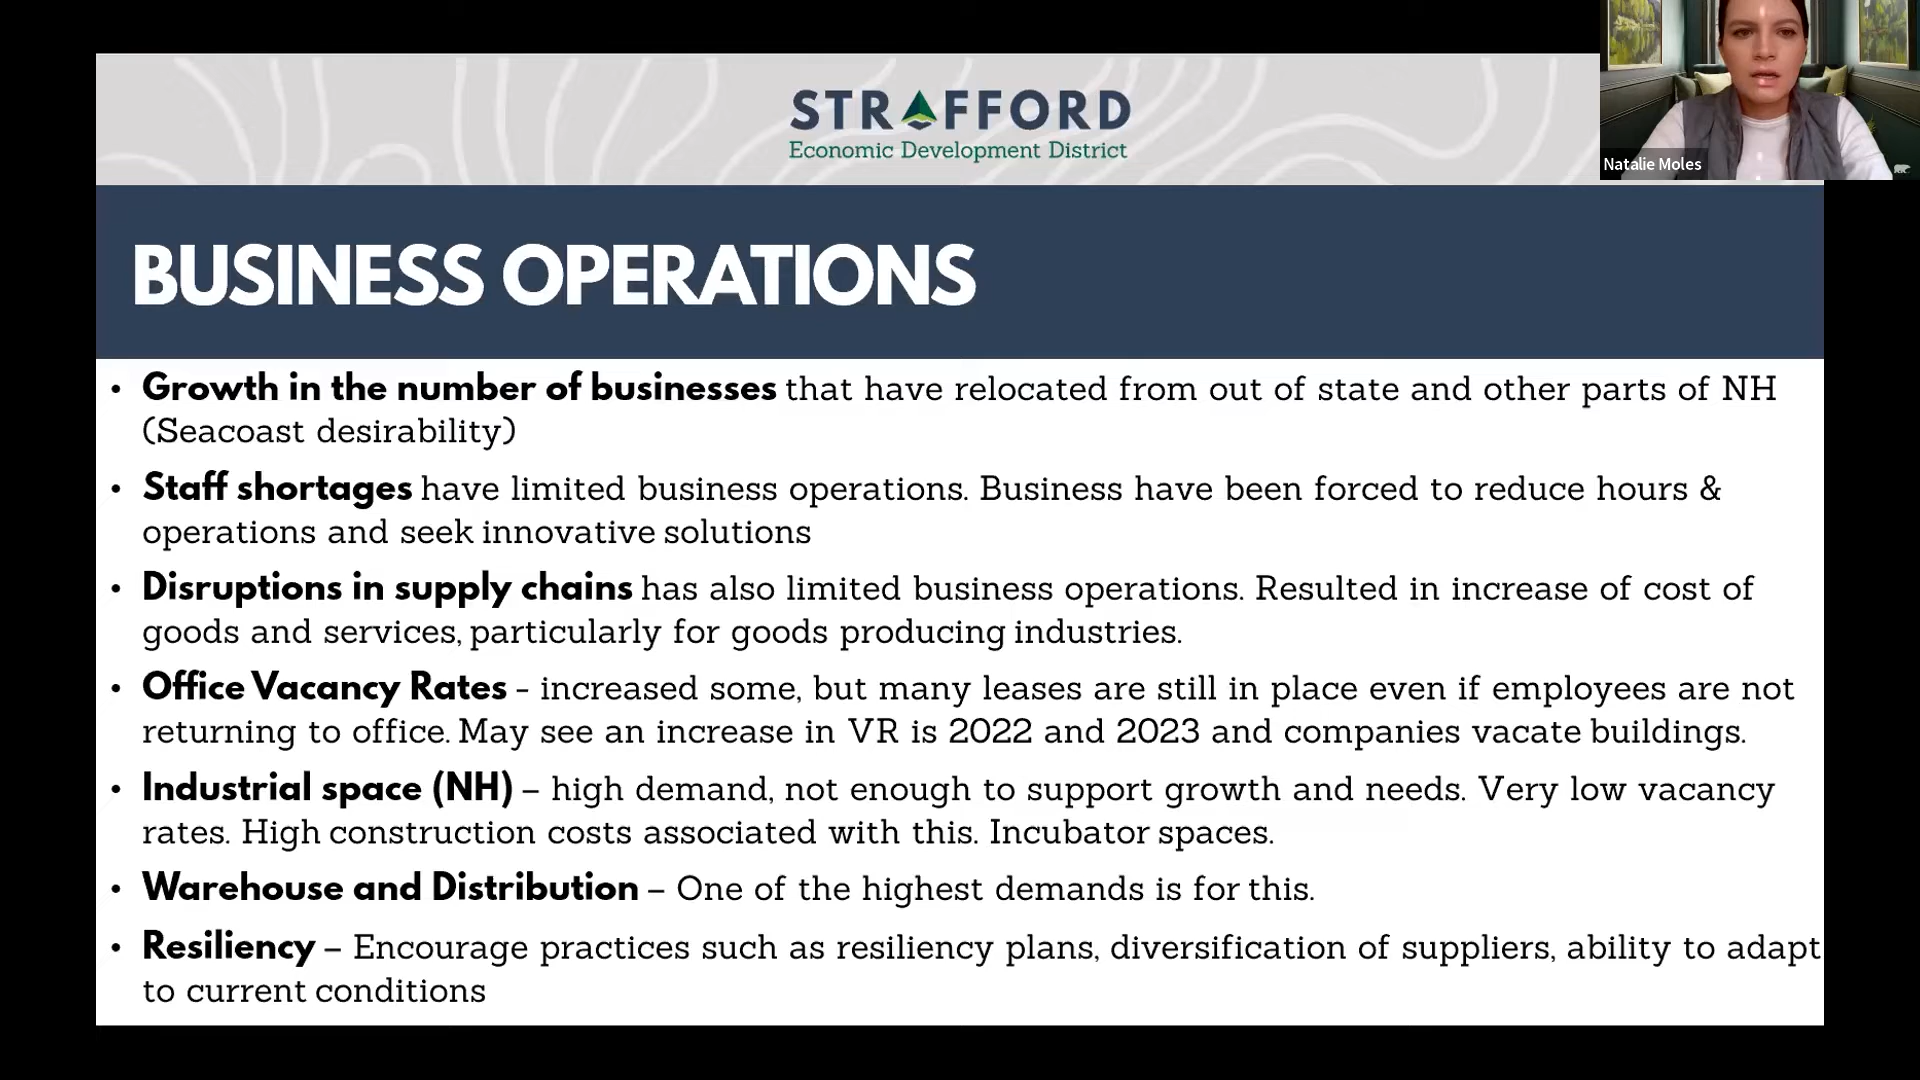 STRAFFORD
Economic Development District
Natalie Moles
BUSINESS OPERATIONS
• Growth in the number of businesses that have relocated from out of state and other parts of NH
(Seacoast desirability)
• Staff shortages have limited business operations. Business have been forced to reduce hours &
operations and seek innovative solutions
• Disruptions in supply chains has also limited business operations. Resulted in increase of cost of
goods and services, particularly for goods producing industries.
• Office Vacancy Rates - increased some, but many leases are still in place even if employees are not
returning to office. May see an increase in VR is 2022 and 2023 and companies vacate buildings.
• Industrial space (NH) – high demand, not enough to support growth and needs. Very low vacancy
rates. High construction costs associated with this. Incubator spaces.
• Warehouse and Distribution – One of the highest demands is for this.
• Resiliency – Encourage practices such as resiliency plans, diversification of suppliers, ability to adapt
to current conditions